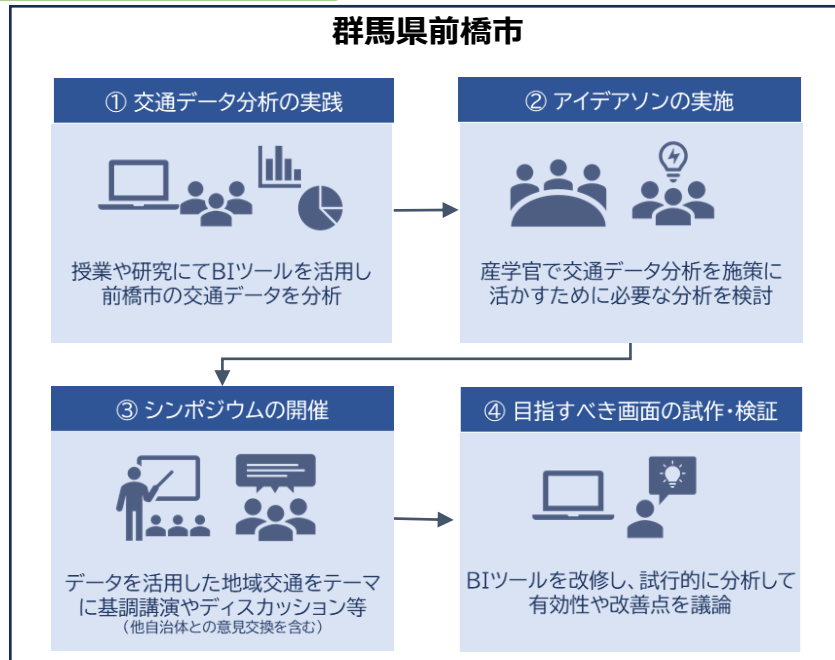 群馬県前橋市
① 交通データ分析の実践
授業や研究にてBIツールを活用し
前橋市の交通データを分析
② アイデアソンの実施
産学官で交通データ分析を施策に
活かすために必要な分析を検討
③ シンポジウムの開催
データを活用した地域交通をテーマ
に基調講演やディスカッション等
（他自治体との意見交換を含む）
④ 目指すべき画面の試作・検証
BIツールを改修し、試行的に分析して
有効性や改善点を議論